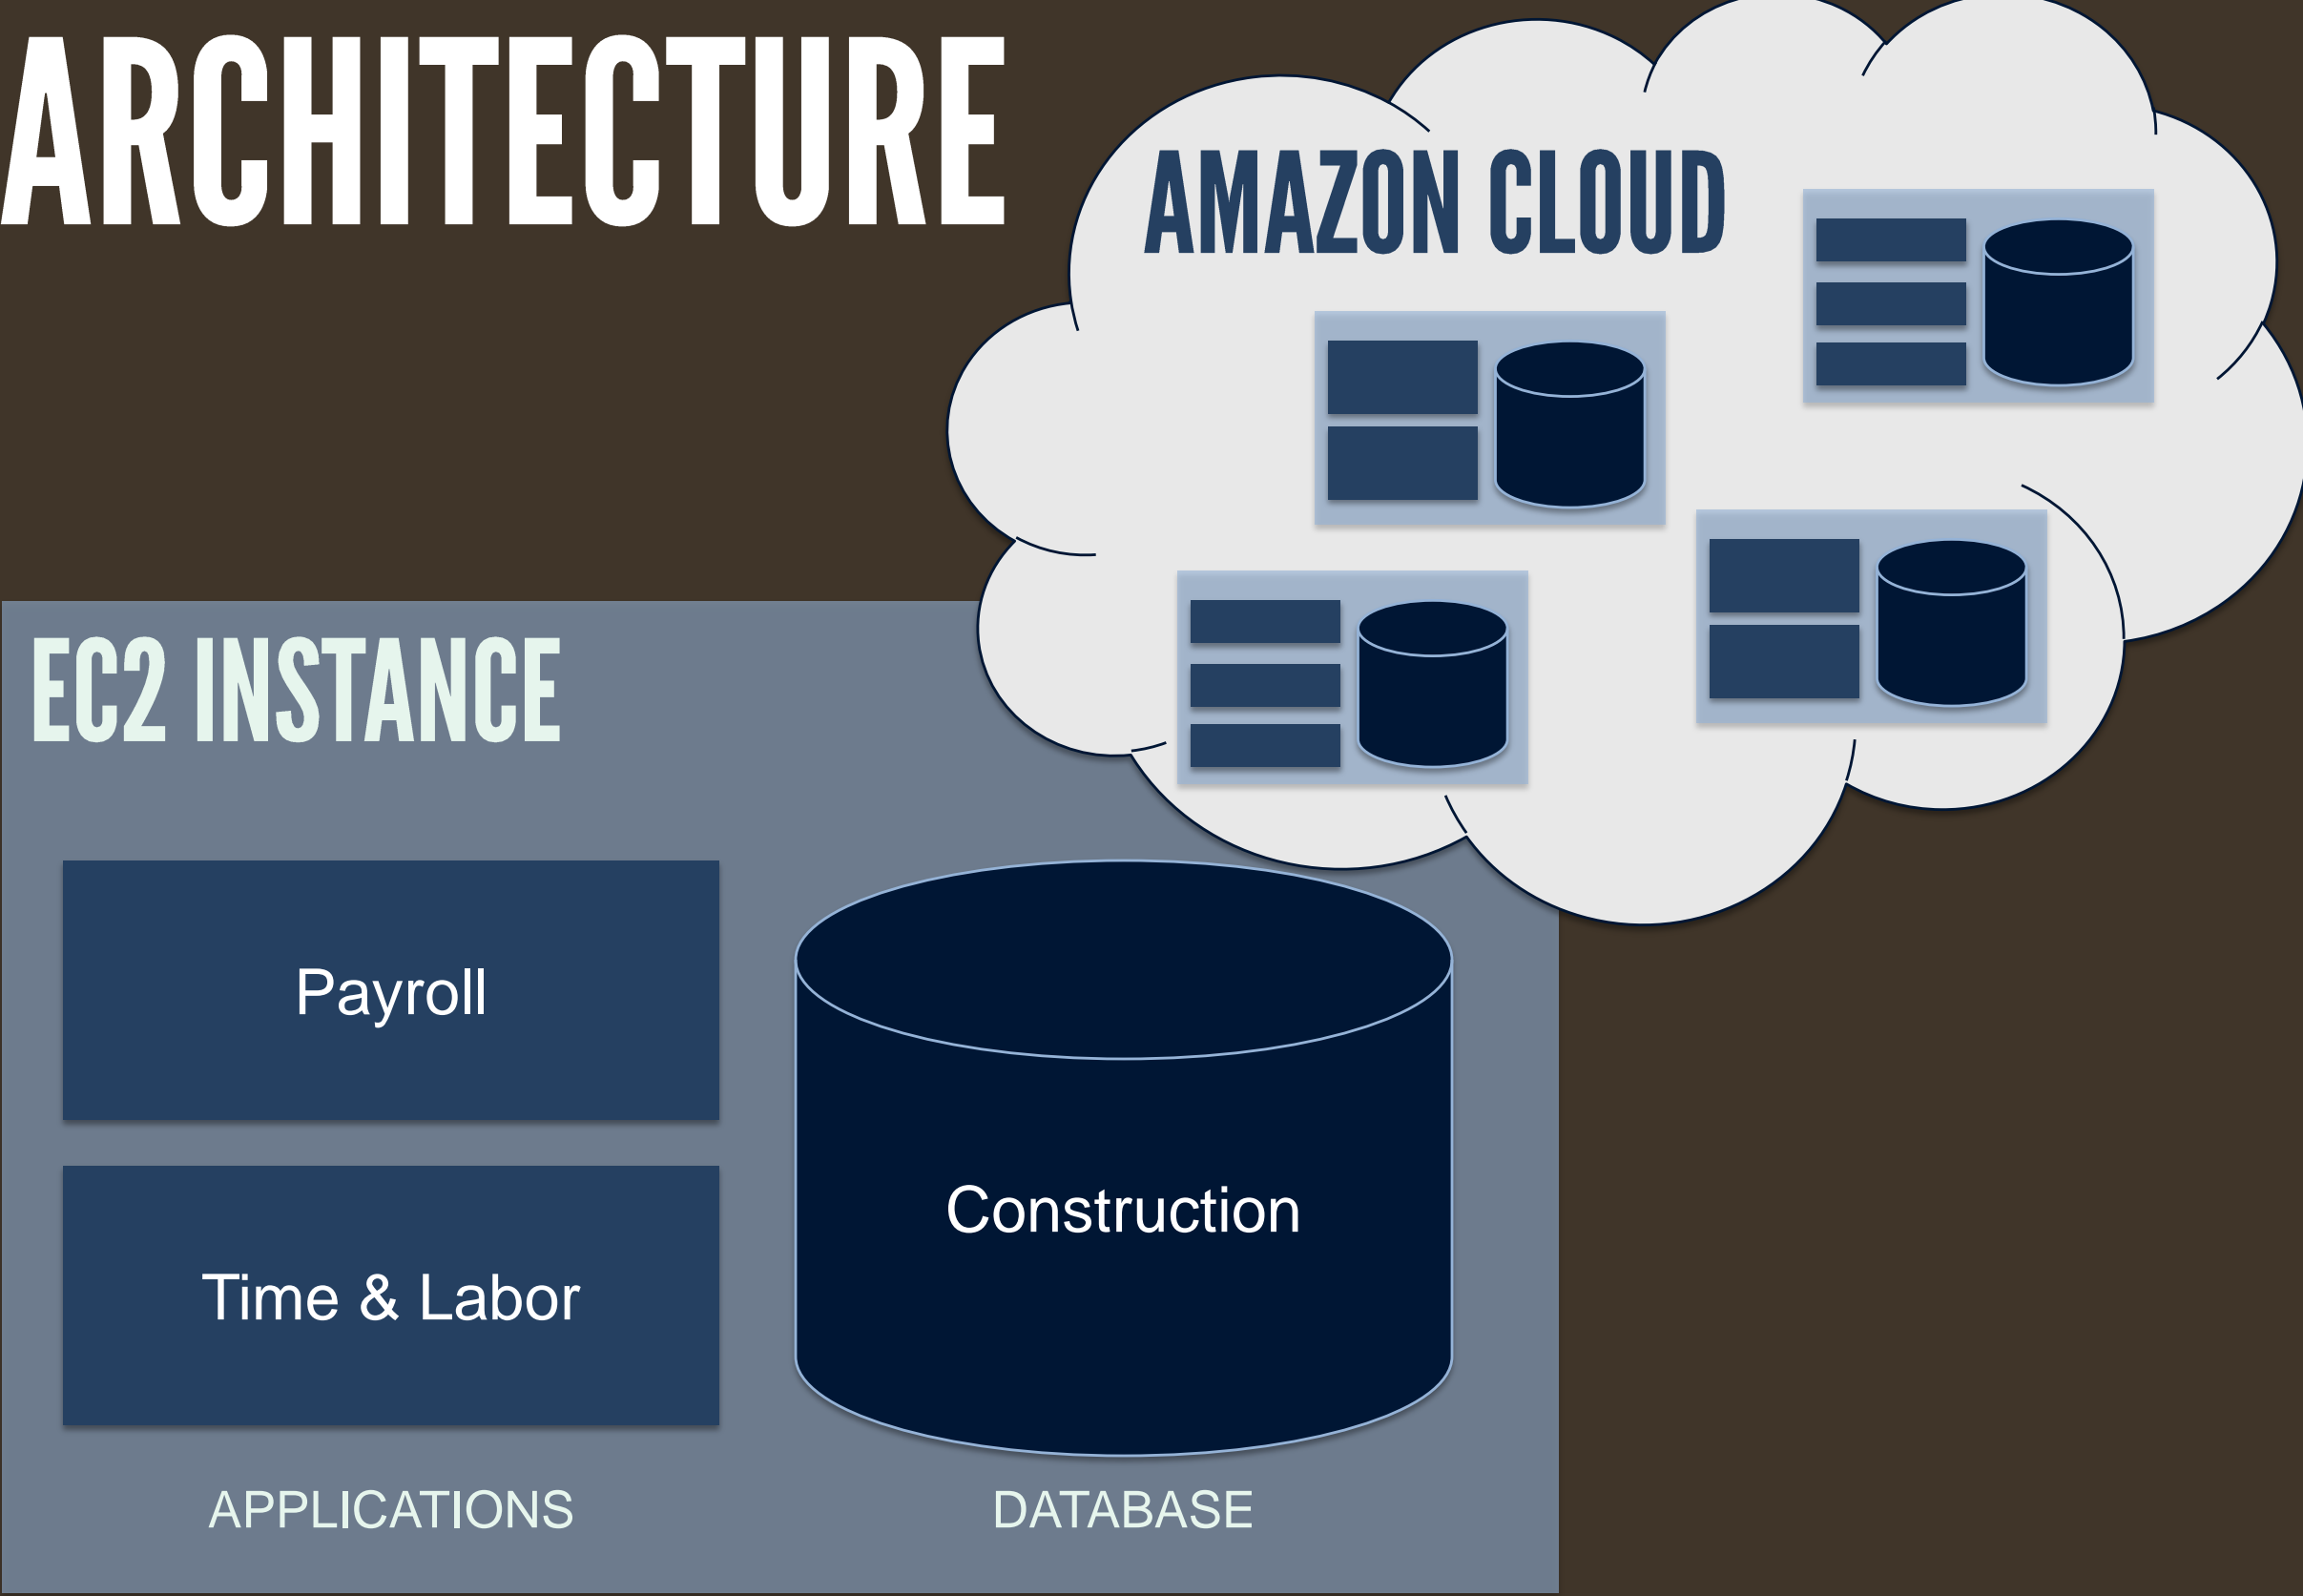 ARCHITECTURE
AMAZON CLOUD
EC2 INSTANCE
Payroll
Time & Labor
Construction
APPLICATIONS
DATABASE